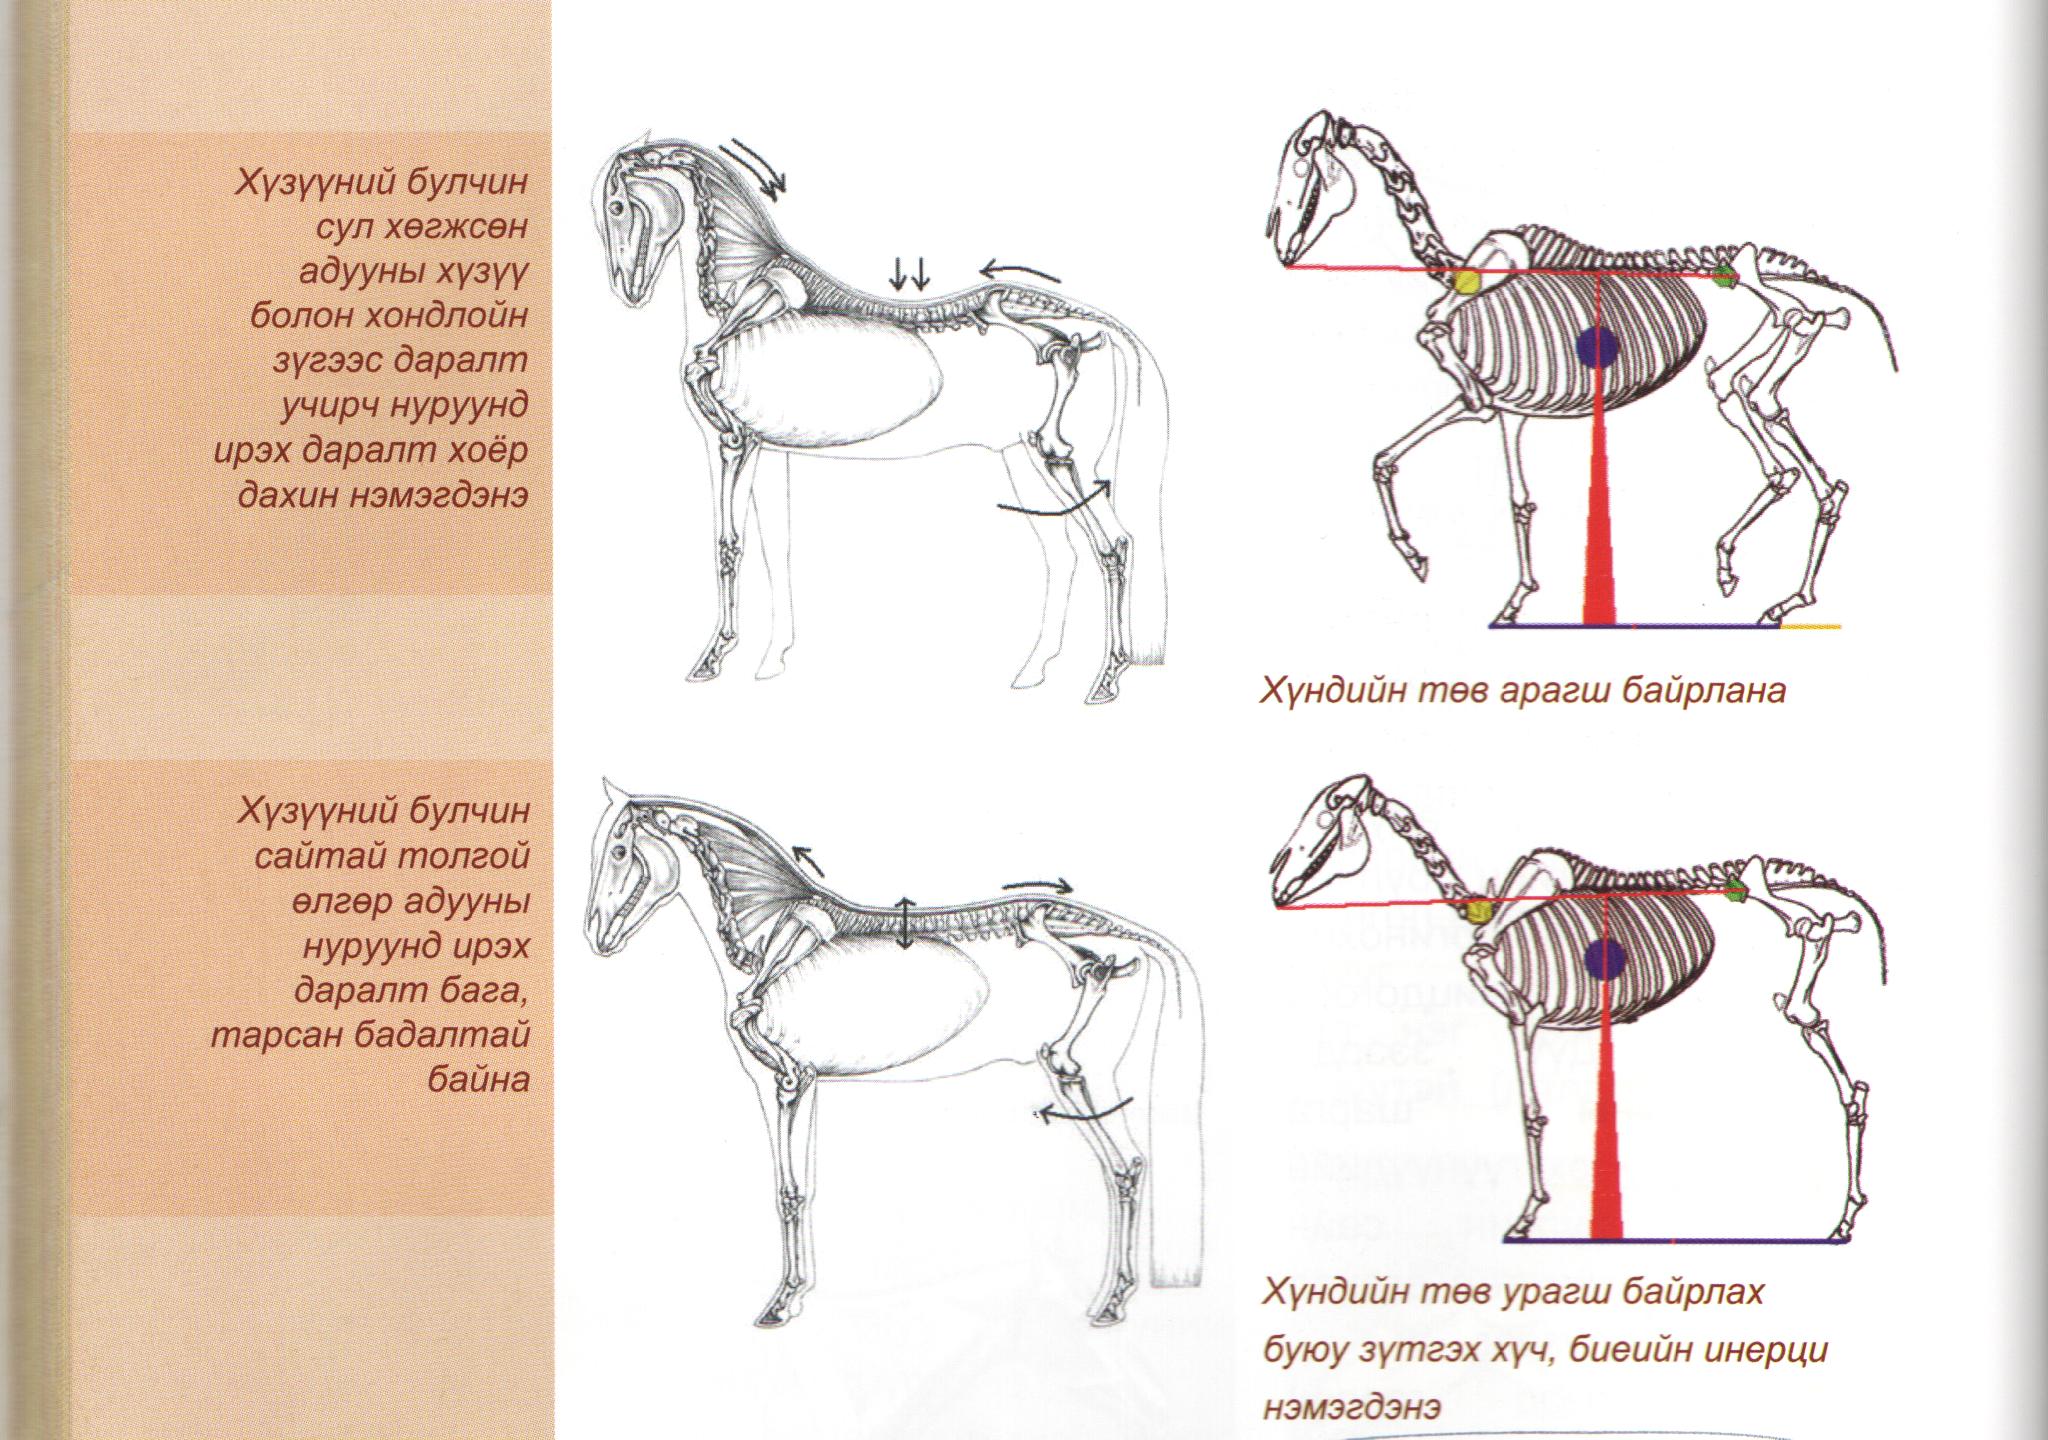 Хүзүүний булчин
сул хөгжсөн
адууны хүзүү
болон хондлойн
зүгээс даралт
учирч нуруунд
ирэх даралт хоёр
дахин нэмэгдэнэ
Хүндийн төв арагш байрлана
Хүзүүний булчин
сайтай толгой
өлгөр адууны
нуруунд ирэх
даралт бага,
тарсан бадалтай
байна
Хүндийн төв урагш байрлах
буюу зүтгэх хүч, биеийн инерци
нэмэгдэнэ